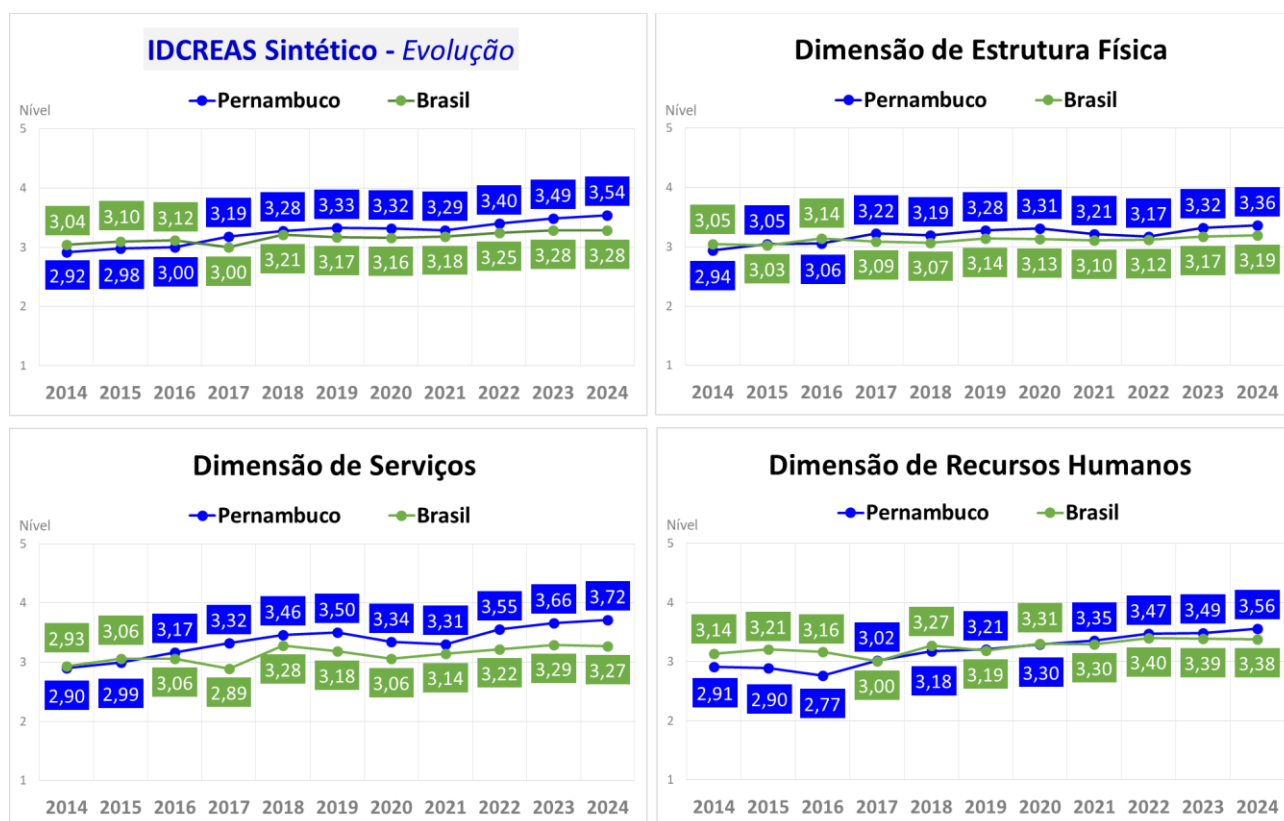 IDCREAS Sintético - Evolução
Pernambuco Brasil
Nível
5
4
3,04 3,10 3,12 3,19 3,28 3,33 3,32 3,29 3,40 3,49 3,54
3
2,92 2,98 3,00 3,00 3,21 3,17 3,16 3,18 3,25 3,28 3,28
2
1
2014 2015 2016 2017 2018 2019 2020 2021 2022 2023 2024
Dimensão de Estrutura Física
Pernambuco Brasil
Nível
5
4
3,05 3,05 3,14 3,22 3,19 3,28 3,31 3,21 3,17 3,32 3,36
3
2,94 3,03 3,06 3,09 3,07 3,14 3,13 3,10 3,12 3,17 3,19
2
1
2014 2015 2016 2017 2018 2019 2020 2021 2022 2023 2024
Dimensão de Serviços
Pernambuco Brasil
Nível
5
4
2,93 3,06 3,17 3,32 3,46 3,50 3,34 3,31 3,55 3,66 3,72
3
2,90 2,99 3,06 2,89 3,28 3,18 3,06 3,14 3,22 3,29 3,27
2
1
2014 2015 2016 2017 2018 2019 2020 2021 2022 2023 2024
Dimensão de Recursos Humanos
Pernambuco Brasil
Nível
5
4
3,14 3,21 3,16 3,02 3,27 3,21 3,31 3,35 3,47 3,49 3,56
3
2,91 2,90 2,77 3,00 3,18 3,19 3,30 3,30 3,40 3,39 3,38
2
1
2014 2015 2016 2017 2018 2019 2020 2021 2022 2023 2024